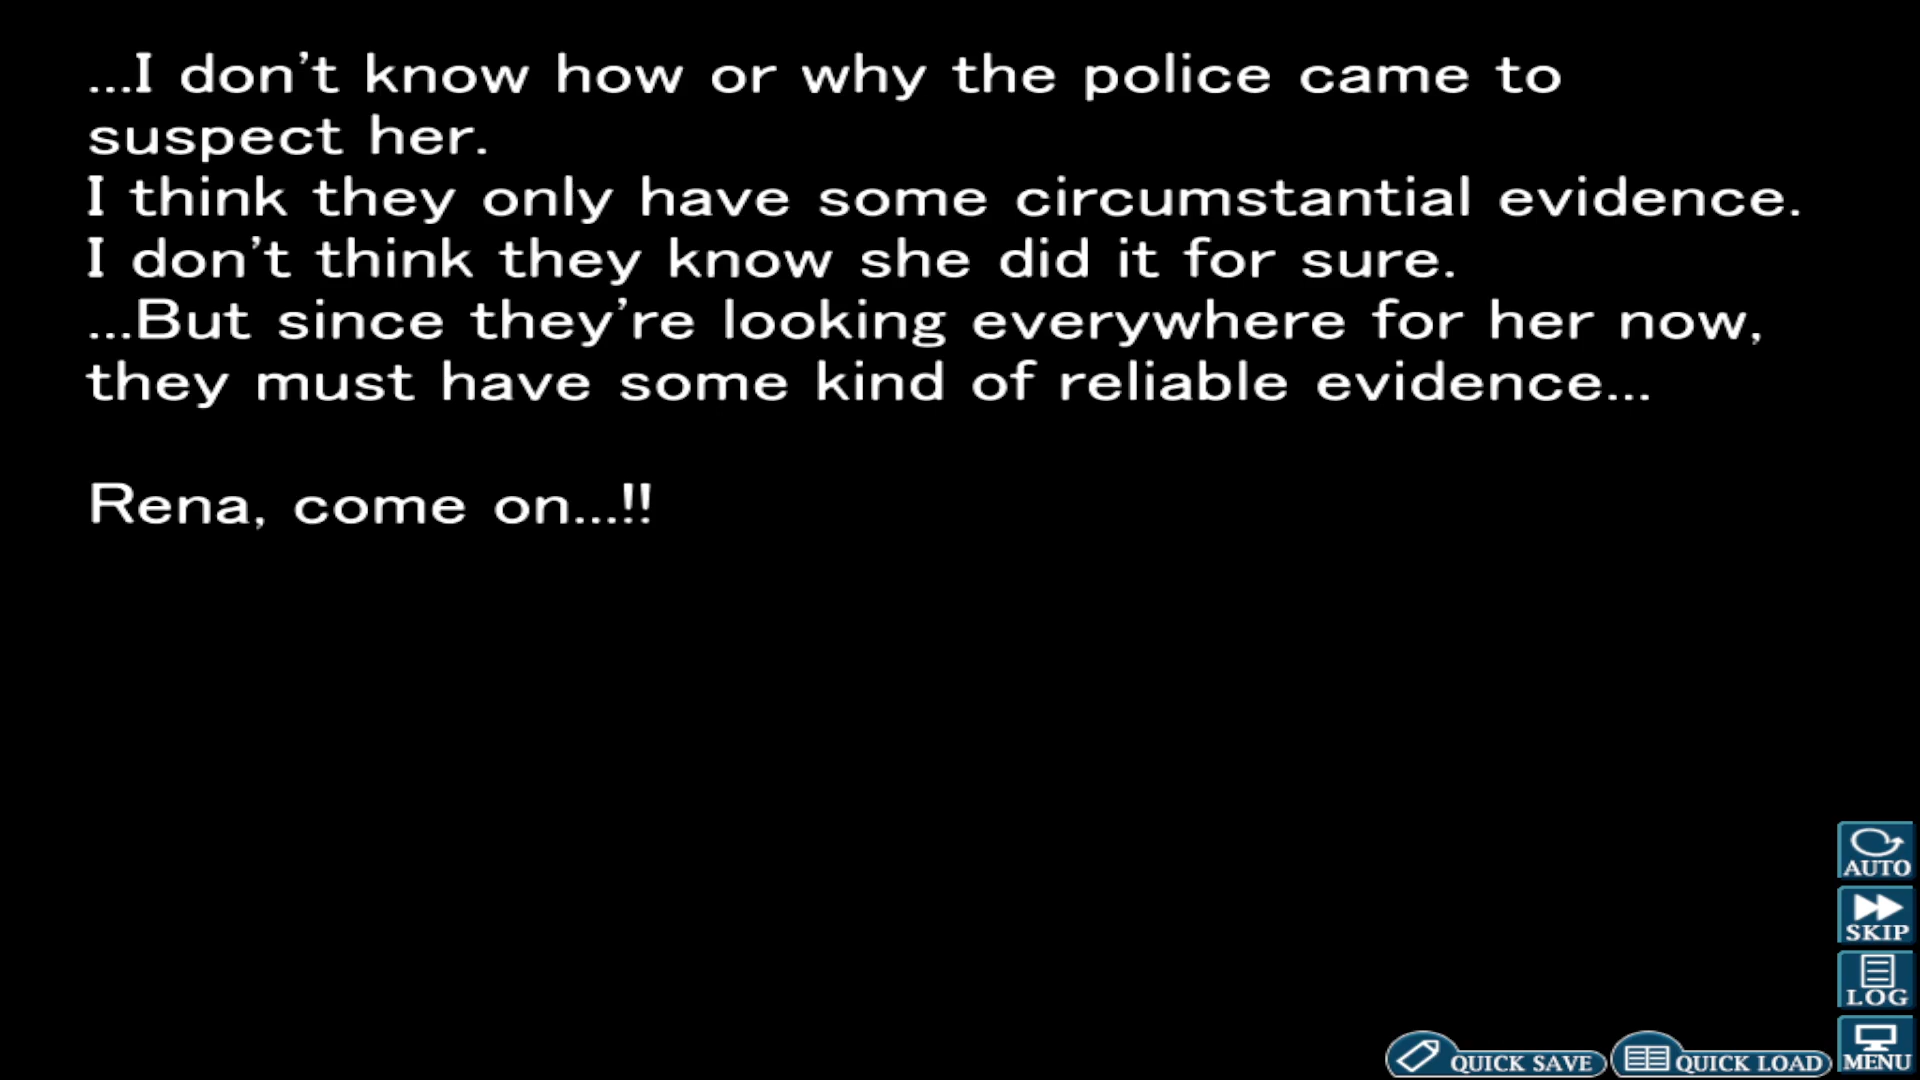 ...I don't know how or why the police came to
suspect her.
I think they only have some circumstantial evidence.
I don't think they know she did it for sure.
...But since they're looking everywhere for her now,
they must have some kind of reliable evidence...
Rena, come on...!!
AUTO
SKIP
LOG
MENU
QUICK SAVE
QUICK LOAD